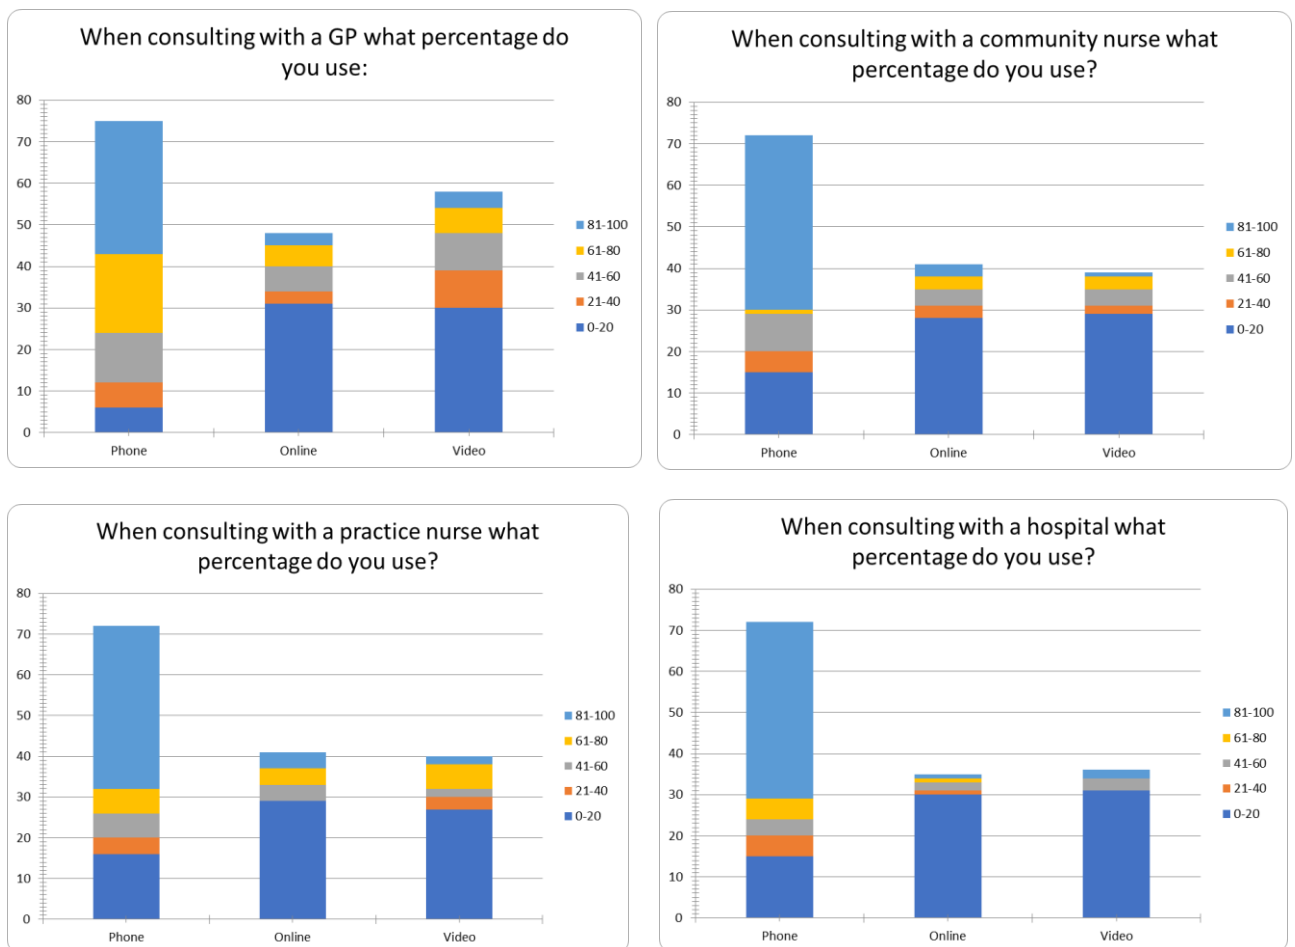 When consulting with a GP what percentage do
you use:
80
70
60
50
40
30
20
10
0
Phone
Online
Video
81-100
61-80
41-60
21-40
0-20
When consulting with a community nurse what
percentage do you use?
80
70
60
50
40
30
20
10
0
Phone
Online
Video
81-100
61-80
41-60
21-40
0-20
When consulting with a practice nurse what
percentage do you use?
80
70
60
50
40
30
20
10
0
Phone
Online
Video
81-100
61-80
41-60
21-40
0-20
When consulting with a hospital what
percentage do you use?
80
70
60
50
40
30
20
10
0
Phone
Online
Video
81-100
61-80
41-60
21-40
0-20